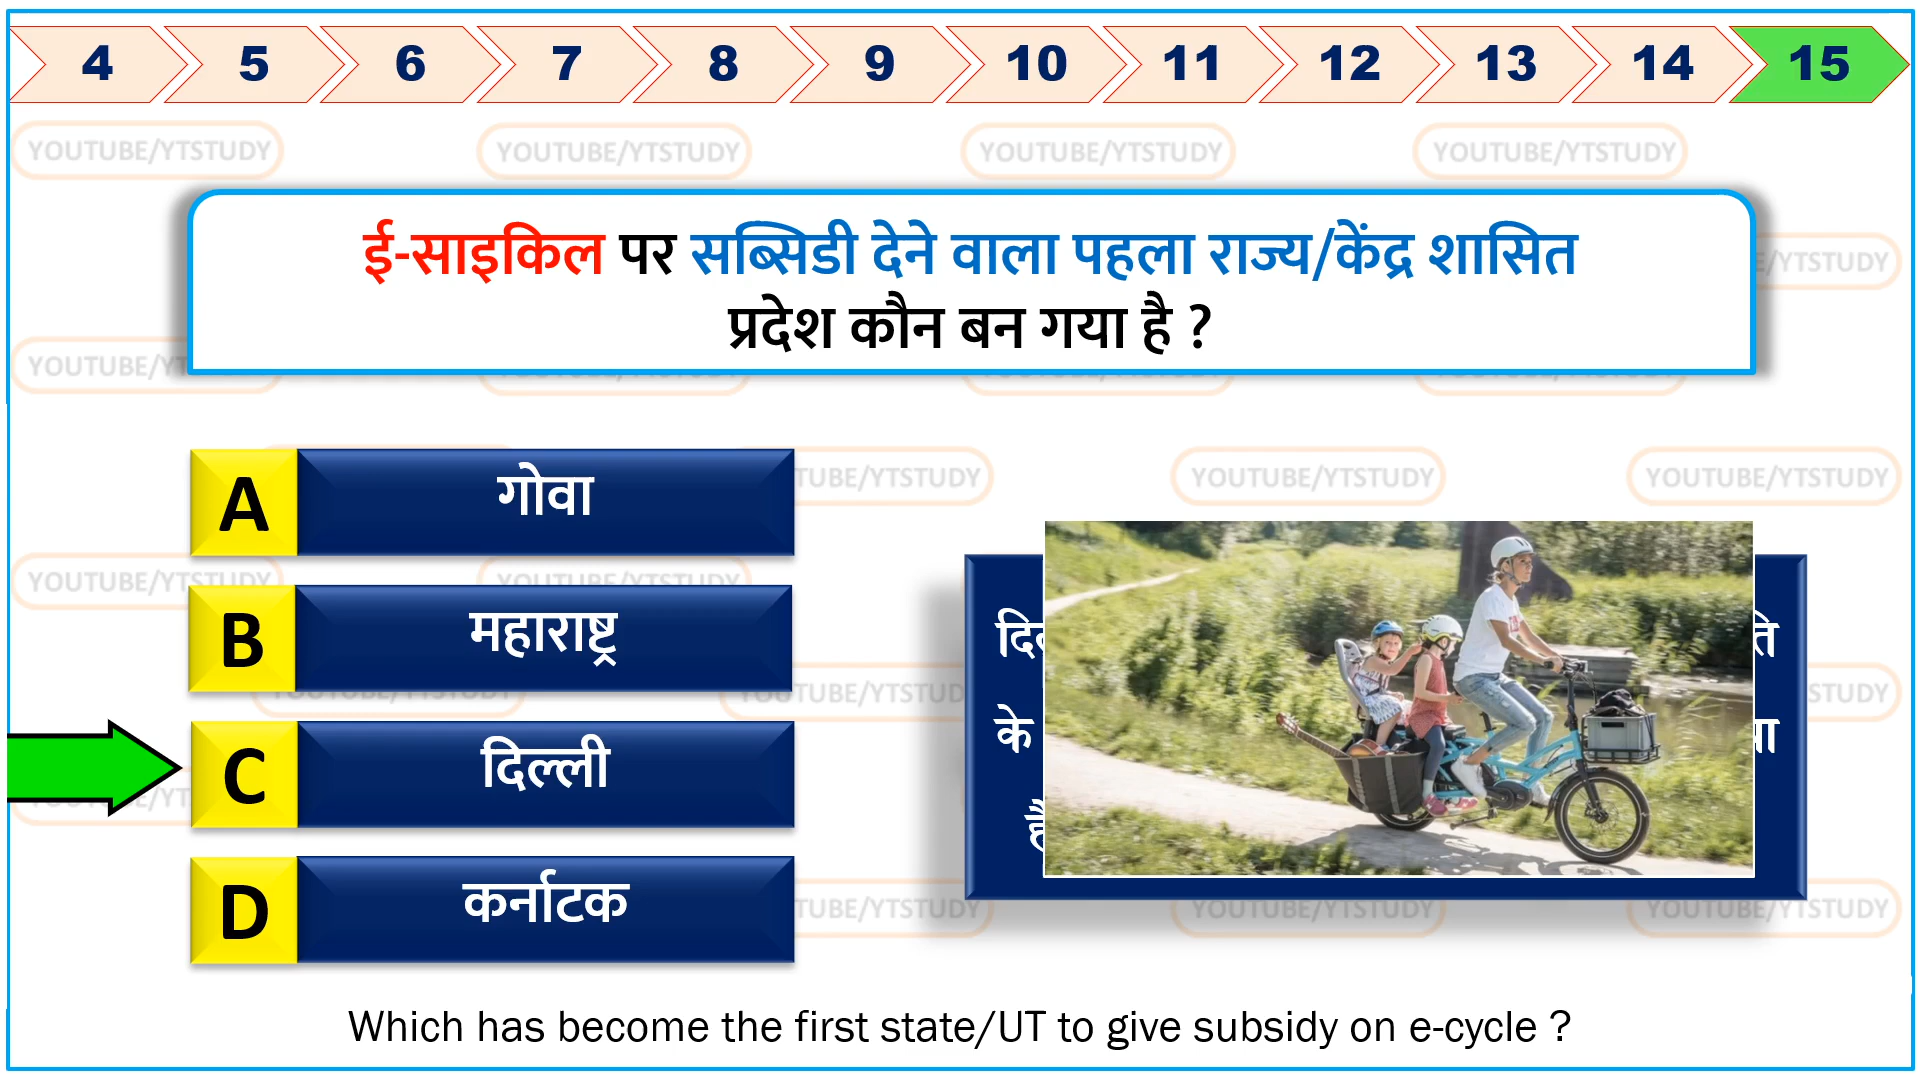 4 5 6 7 8 9 10 11 12 13 14 15
YOUTUBE/YTSTUDY YOUTUBE/YTSTUDY YOUTUBE/YTSTUDY YOUTUBE/YTSTUDY
ई-साइकिल पर सब्सिडी देने वाला पहला राज्य/केंद्र शासित
प्रदेश कौन बन गया है ?
A गोवा
B महाराष्ट्र
C दिल्ली
D कर्नाटक
YOUTUBE/YTSTUDY YOUTUBE/YTSTUDY
के
Which has become the first state/UT to give subsidy on e-cycle ?